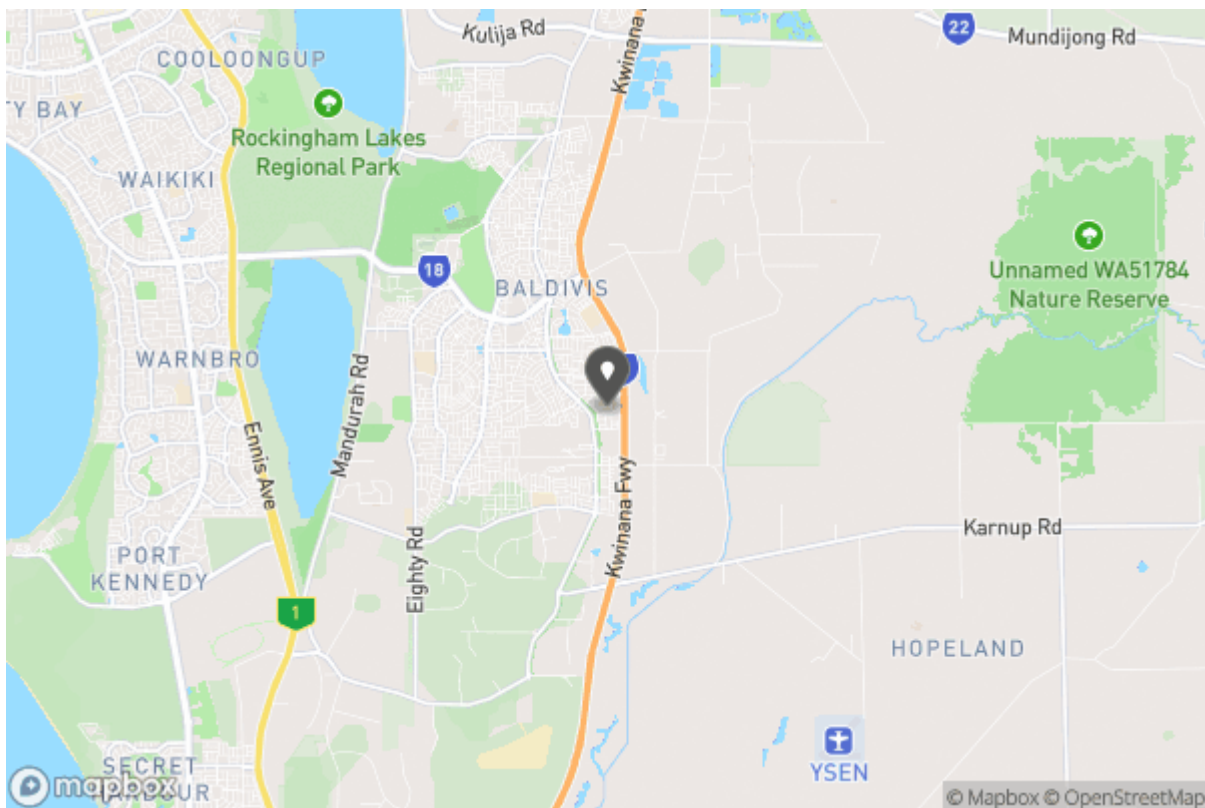 Kulija Rd
Kwinana
22
Mundijong Rd
COOLOONGUP
TY BAY
Rockingham Lakes
Regional Park
WAIKIKI
18
BALDIVIS
Unnamed WA51784
Nature Reserve
WARNBRO
Mandurah Rd
Ennis Ave
Kwinana Fwy
Karnup Rd
PORT
KENNEDY
Eighty Rd
1
HOPELAND
SECRET
HARBOUR
YSEN
mapbox
© Mapbox © OpenStreetMap